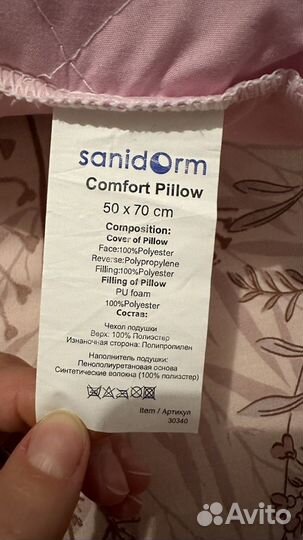 sanidorm
Comfort Pillow
50 x 70 cm
Composition:
Cover of Pillow
Face:100%Polyester
Reverse:Polypropylene
Filling:100%Polyester
Filling of Pillow
PU foam
100%Polyester
Состав:
Чехол подушки
Верх: 100% Полиэстер
Изнаночная сторона: Полипропилен
Наполнитель подушки:
Пенополиуретановая основа
Синтетические волокна (100% полиэстер)
Item / Артикул
30340
Avito